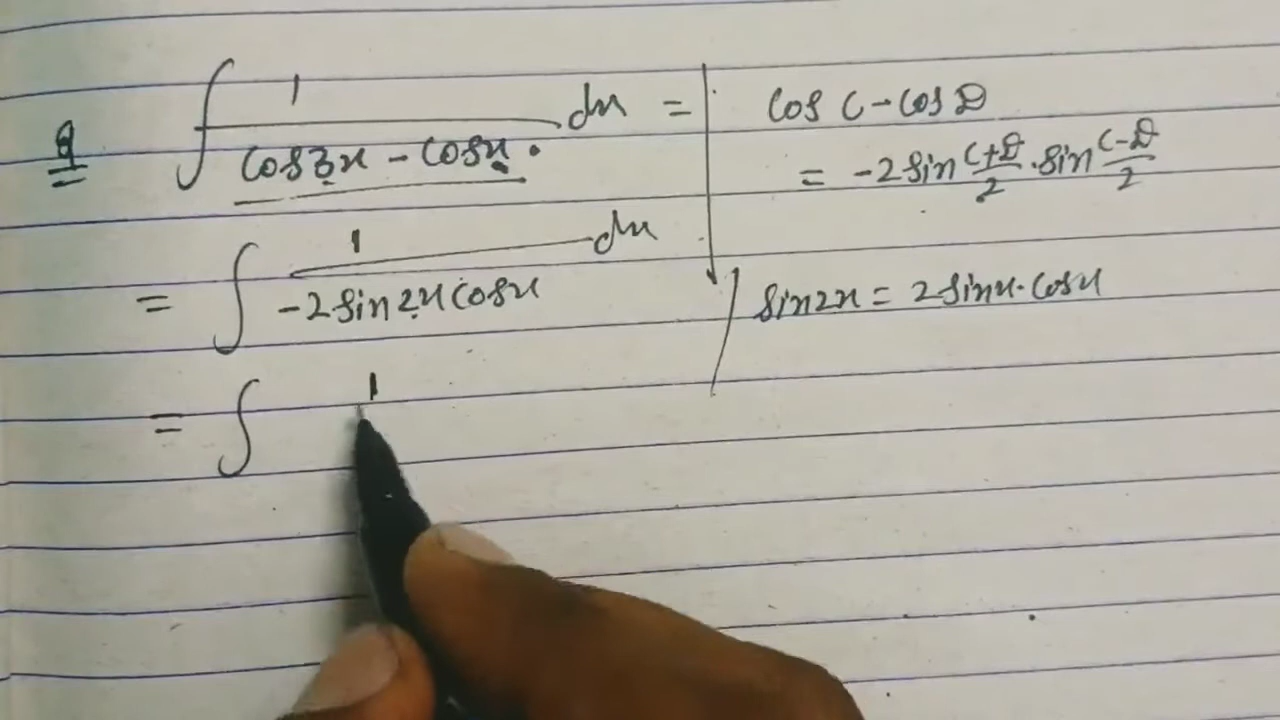 Q ∫ 1/(cos3x - cosx) dx =
= ∫ 1/(-2 sin2x cosx) dx
= ∫ 1
cos C - cos D
= -2 sin (C+D)/2 . sin (C-D)/2
sin2x = 2 sinx . cosx